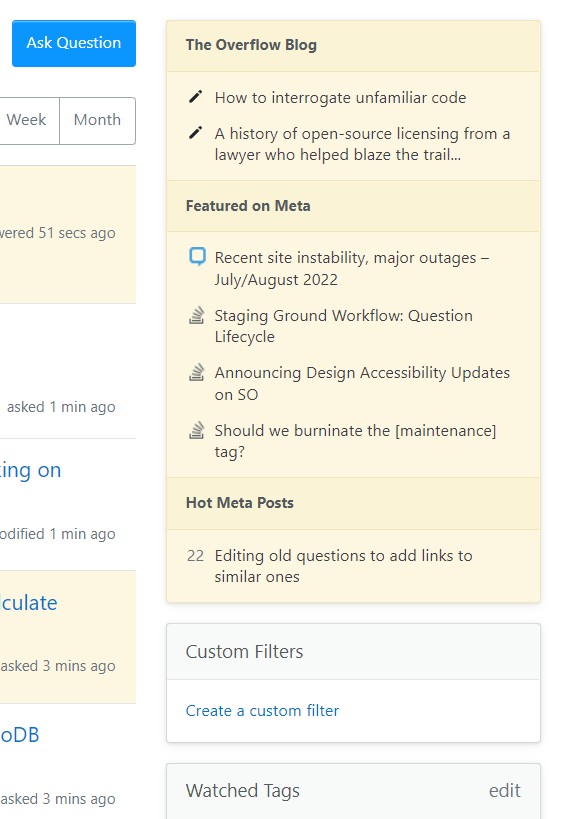 Ask Question
Week
Month
wered 51 secs ago
asked 1 min ago
king on
odified 1 min ago
lculate
asked 3 mins ago
oDB
asked 3 mins ago
The Overflow Blog
How to interrogate unfamiliar code
A history of open-source licensing from a
lawyer who helped blaze the trail...
Featured on Meta
Recent site instability, major outages –
July/August 2022
Staging Ground Workflow: Question
Lifecycle
Announcing Design Accessibility Updates
on SO
Should we burninate the [maintenance]
tag?
Hot Meta Posts
22 Editing old questions to add links to
similar ones
Custom Filters
Create a custom filter
Watched Tags
edit